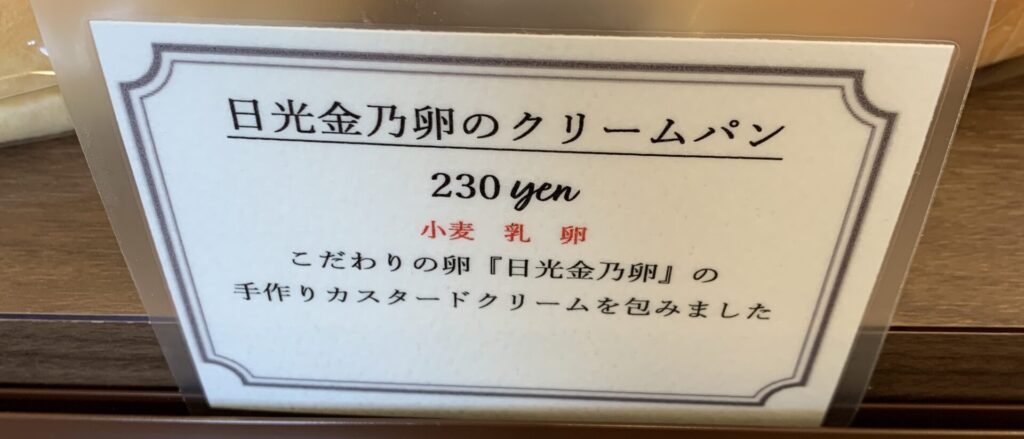 日光金乃卵のクリームパン
230 yen
小麦 乳 卵
こだわりの卵『日光金乃卵』の
手作りカスタードクリームを包みました